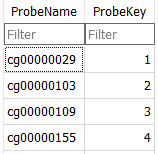 ProbeName ProbeKey
Filter Filter
cg00000029 1
cg00000103 2
cg00000109 3
cg00000155 4